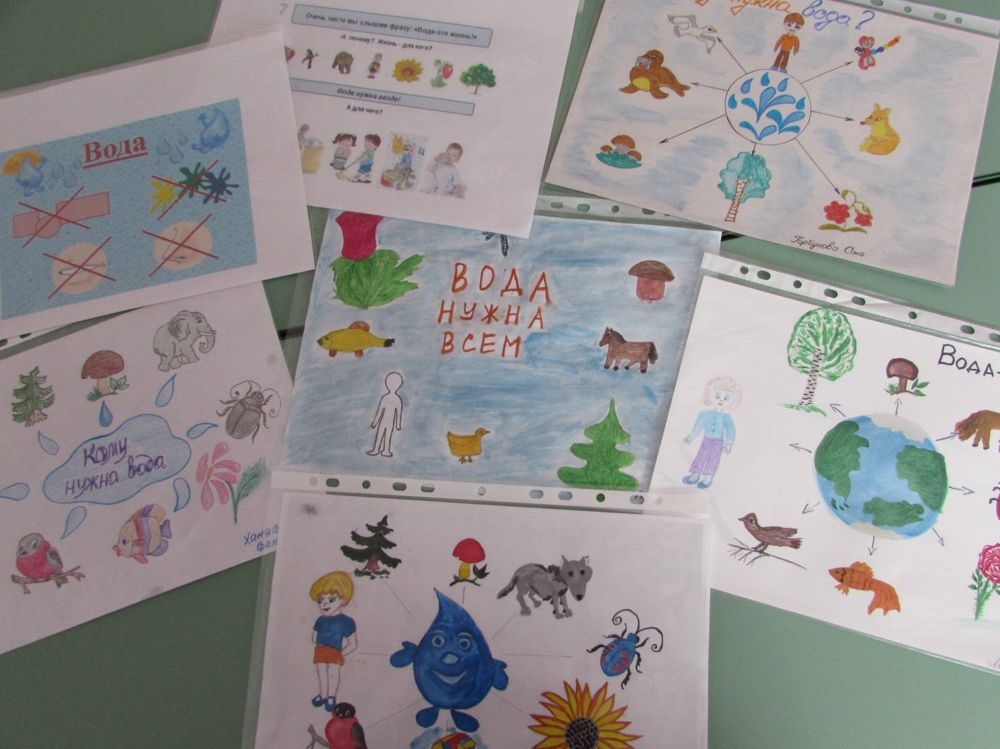 7
Очень часто мы слышим фразу: «Вода-это жизнь!»
-А почему? Жизнь - для кого?
Вода нужна везде!
А для чего?
Вода
нужна вода?
Горбунова Соня
ВОДА
НУЖНА
ВСЕМ
Кому
нужна вода
Вода-